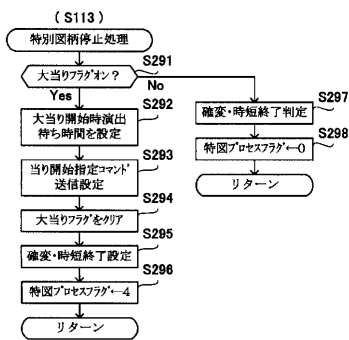 (S113)
特別図柄停止処理
S291
大当りフラグオン?
Yes
No
S292
大当り開始時演出
待ち時間を設定
S293
当り開始指定コマンド
送信設定
S294
大当りフラグをクリア
S295
確変・時短終了設定
S296
特図プロセスフラグ←4
リターン
S297
確変・時短終了判定
S298
特図プロセスフラグ←0
リターン